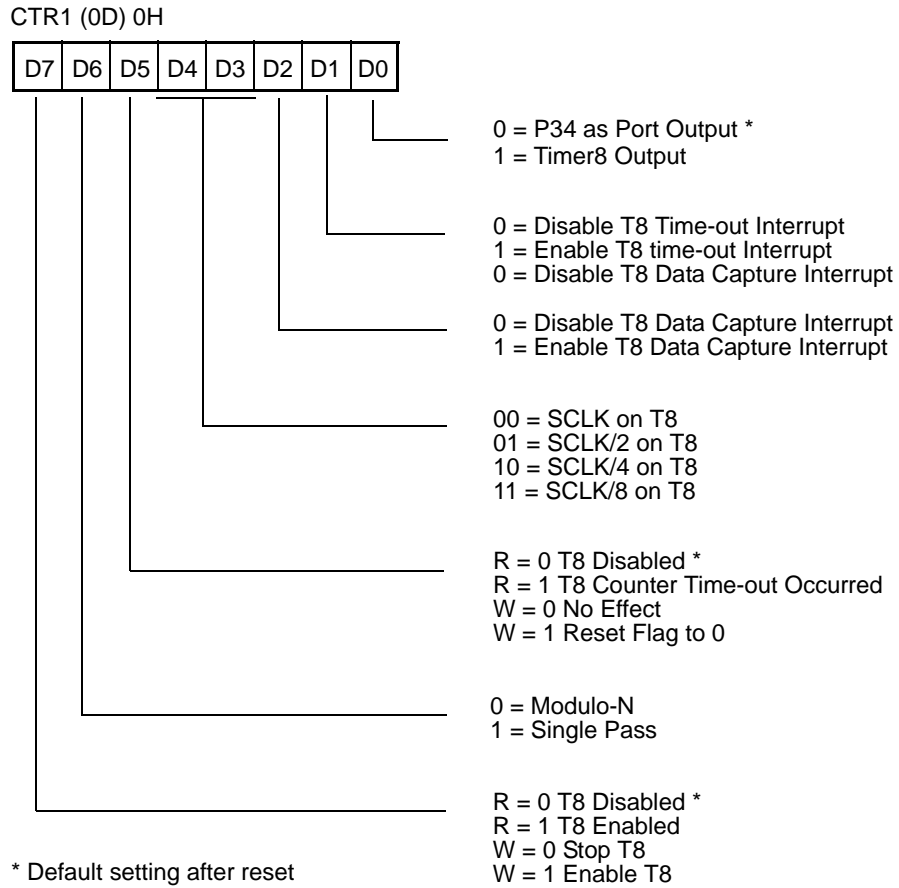 CTR1 (0D) 0H
D7 D6 D5 D4 D3 D2 D1 D0
0 = P34 as Port Output *
1 = Timer8 Output
0 = Disable T8 Time-out Interrupt
1 = Enable T8 time-out Interrupt
0 = Disable T8 Data Capture Interrupt
0 = Disable T8 Data Capture Interrupt
1 = Enable T8 Data Capture Interrupt
00 = SCLK on T8
01 = SCLK/2 on T8
10 = SCLK/4 on T8
11 = SCLK/8 on T8
R = 0 T8 Disabled *
R = 1 T8 Counter Time-out Occurred
W = 0 No Effect
W = 1 Reset Flag to 0
0 = Modulo-N
1 = Single Pass
R = 0 T8 Disabled *
R = 1 T8 Enabled
W = 0 Stop T8
W = 1 Enable T8
* Default setting after reset